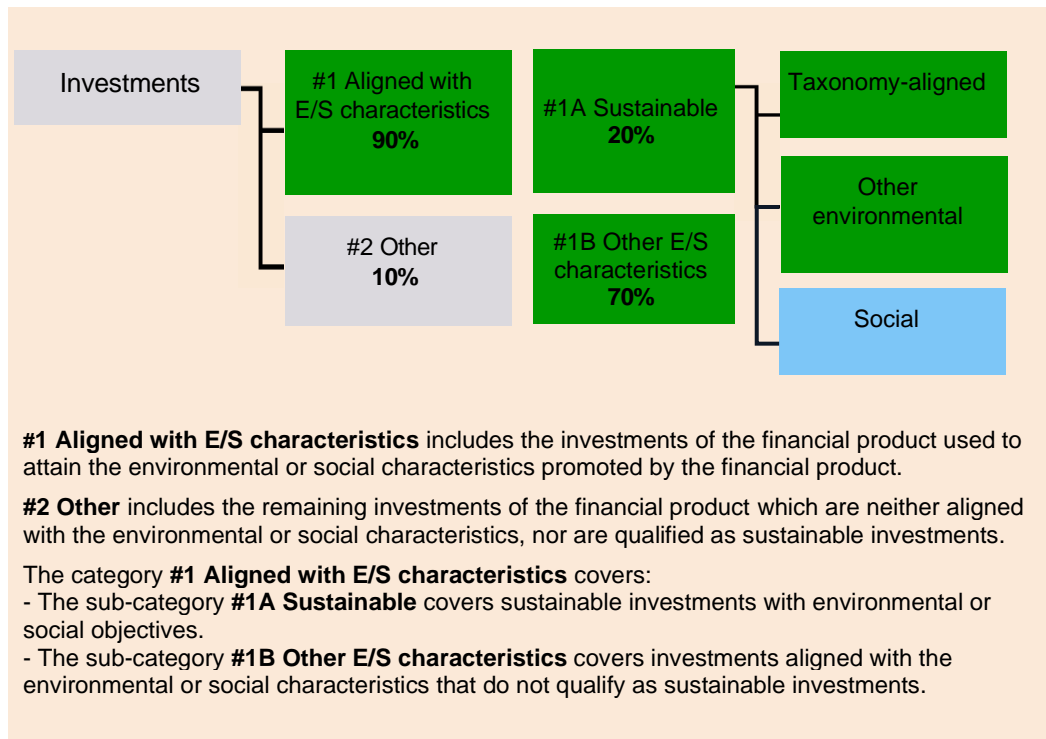 Investments
#1 Aligned with
E/S characteristics
90%
#2 Other
10%
#1A Sustainable
20%
#1B Other E/S
characteristics
70%
Taxonomy-aligned
Other
environmental
Social
#1 Aligned with E/S characteristics includes the investments of the financial product used to
attain the environmental or social characteristics promoted by the financial product.
#2 Other includes the remaining investments of the financial product which are neither aligned
with the environmental or social characteristics, nor are qualified as sustainable investments.
The category #1 Aligned with E/S characteristics covers:
- The sub-category #1A Sustainable covers sustainable investments with environmental or
social objectives.
- The sub-category #1B Other E/S characteristics covers investments aligned with the
environmental or social characteristics that do not qualify as sustainable investments.